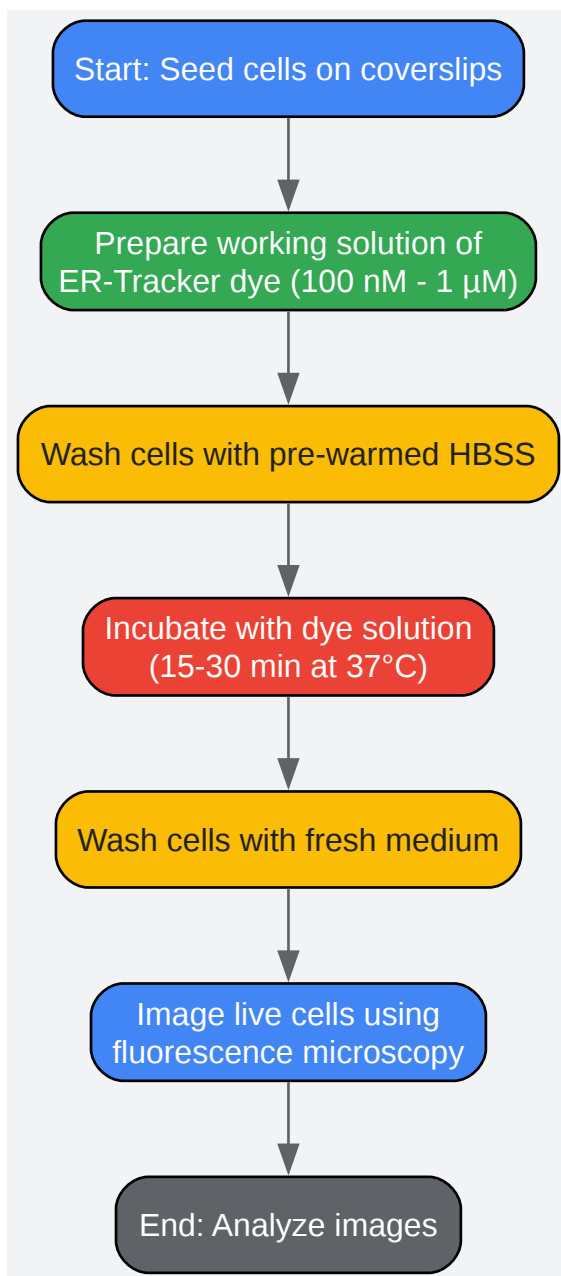 Start: Seed cells on coverslips
Prepare working solution of
ER-Tracker dye (100 nM - 1 µM)
Wash cells with pre-warmed HBSS
Incubate with dye solution
(15-30 min at 37°C)
Wash cells with fresh medium
Image live cells using
fluorescence microscopy
End: Analyze images